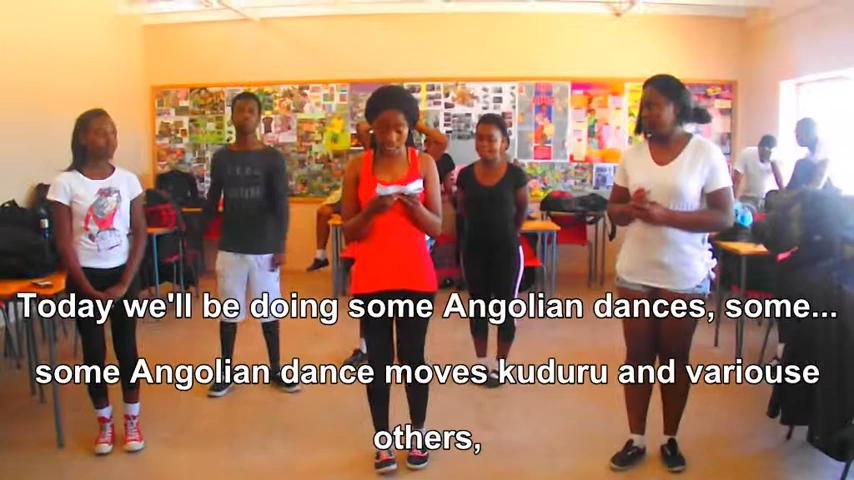 Today we'll be doing some Angolian dances, some...
some Angolian dance moves kuduru and variouse
others,